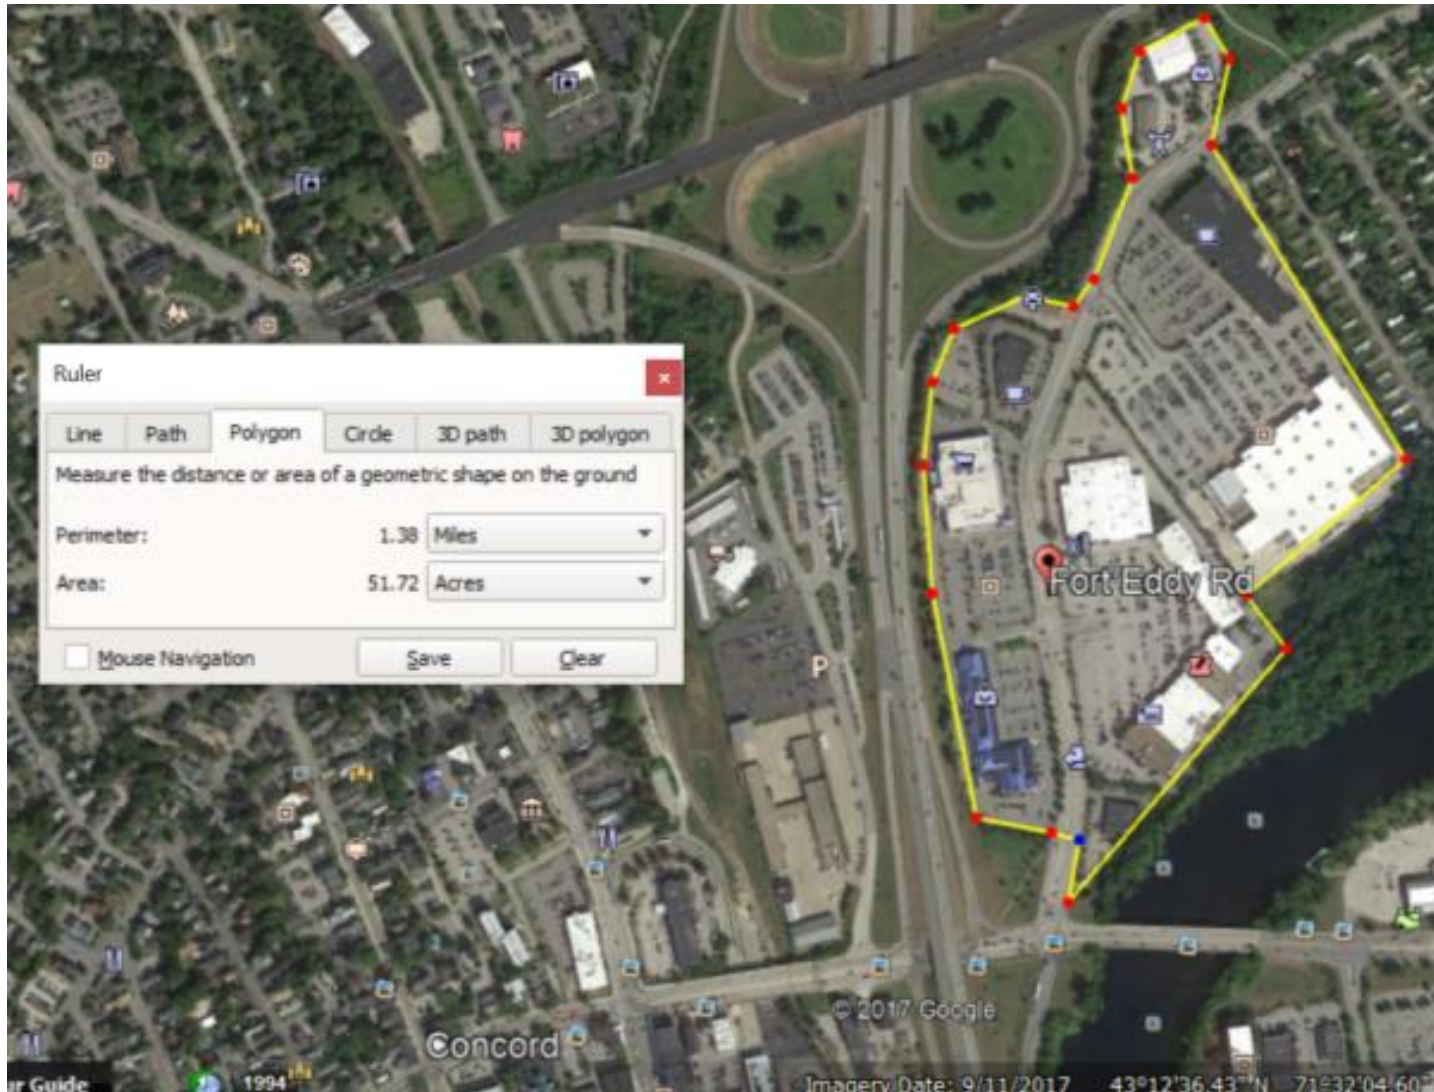 Ruler
Line Path Polygon Circle 3D path 3D polygon
Measure the distance or area of a geometric shape on the ground
Perimeter: 1.38 Miles
Area: 51.72 Acres
Mouse Navigation Save Clear
Fort Eddy Rd
P
© 2017 Google
Concord
ur Guide 1994 Imagery Date: 9/11/2017 43°12'36.43" N